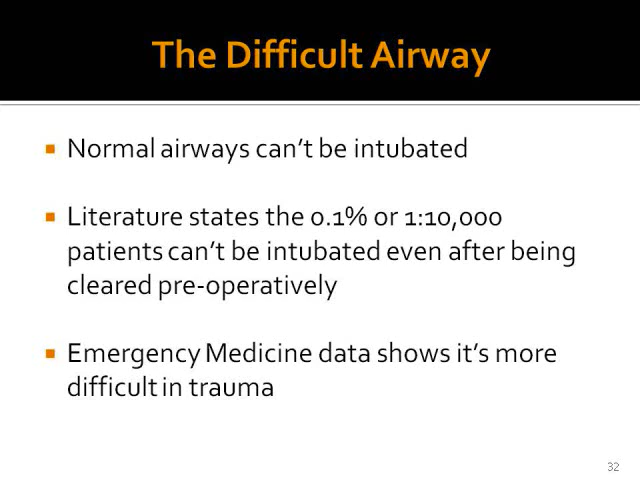 The Difficult Airway
Normal airways can't be intubated
Literature states the 0.1% or 1:10,000
patients can't be intubated even after being
cleared pre-operatively
Emergency Medicine data shows it's more
difficult in trauma
32